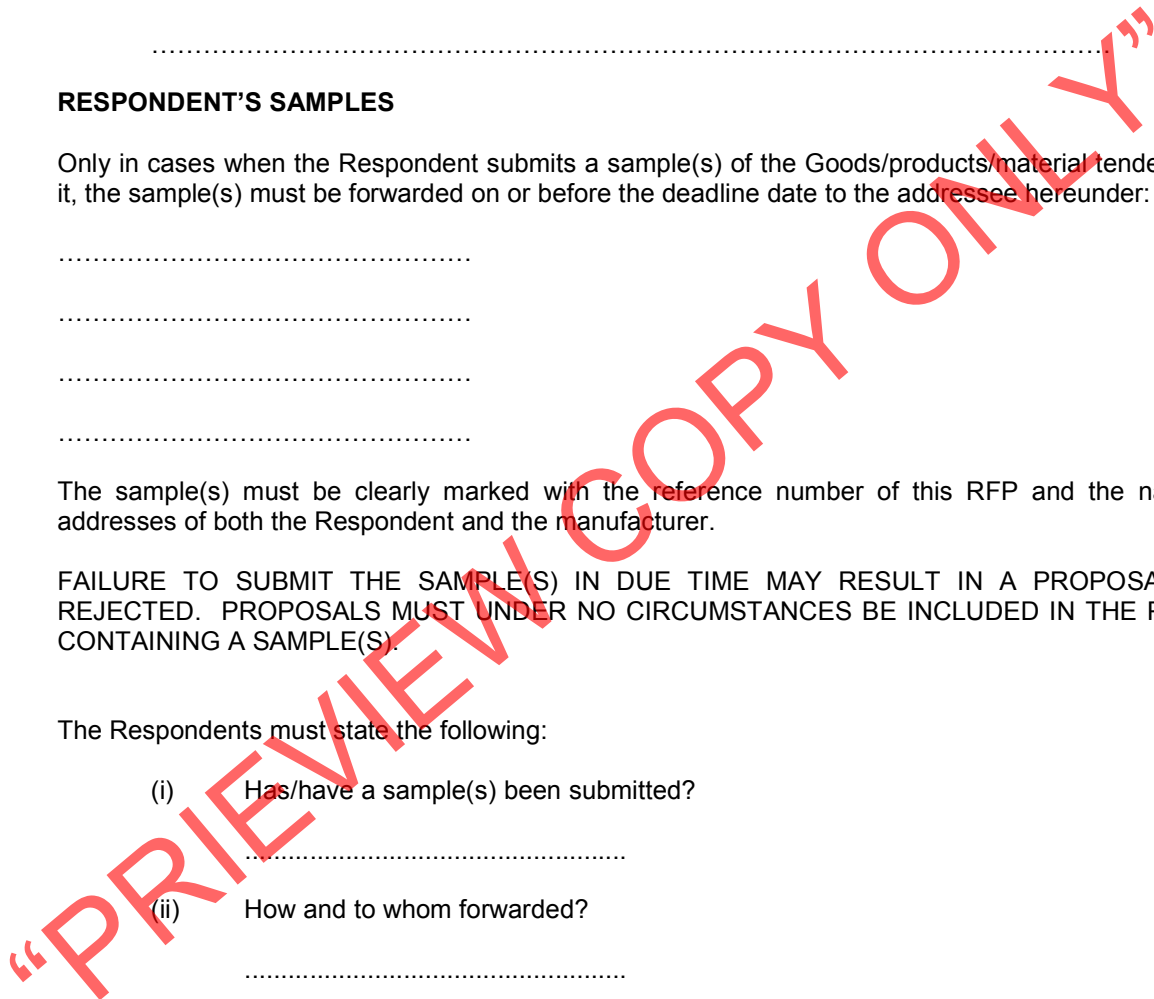 ………………………………………………………………………………………………….
RESPONDENT'S SAMPLES
Only in cases when the Respondent submits a sample(s) of the Goods/products/material
it, the sample(s) must be forwarded on or before the deadline date to the addressee hereunder:
…………………………………………
…………………………………………
…………………………………………
…………………………………………
The sample(s) must be clearly marked with the reference number of this RFP and the
addresses of both the Respondent and the manufacturer.
FAILURE TO SUBMIT THE SAMPLE(S) IN DUE TIME MAY RESULT IN A
REJECTED. PROPOSALS MUST UNDER NO CIRCUMSTANCES BE INCLUDED IN THE
CONTAINING A SAMPLE(S).
The Respondents must state the following:
(i) Has/have a sample(s) been submitted?
.....................................................
(ii) How and to whom forwarded?
.....................................................
“PRIEVIEW COPY ONLY”